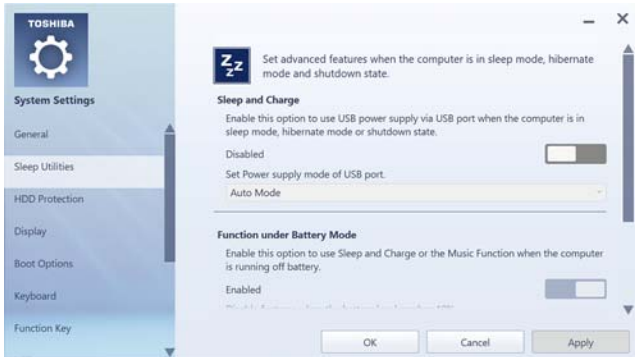 TOSHIBA
System Settings
General
Sleep Utilities
HDD Protection
Display
Boot Options
Keyboard
Function Key
Z Z Z
Set advanced features when the computer is in sleep mode, hibernate
mode and shutdown state.
Sleep and Charge
Enable this option to use USB power supply via USB port when the computer is in
sleep mode, hibernate mode or shutdown state.
Disabled
Set Power supply mode of USB port.
Auto Mode
Function under Battery Mode
Enable this option to use Sleep and Charge or the Music Function when the computer
is running off battery.
Enabled
OK
Cancel
Apply